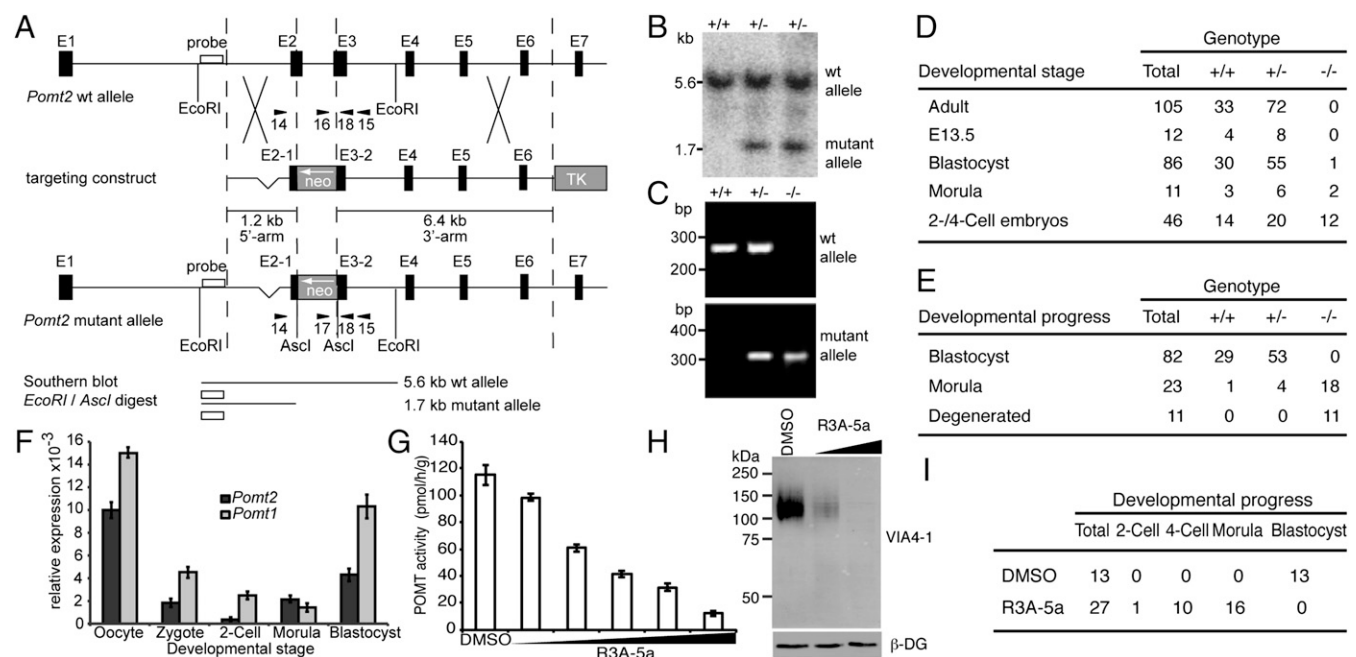 A
E1
probe
E2
E3
E4
E5
E6
E7
Pomt2 wt allele
EcoRI
EcoRI
14
16
18
15
E2-1
E3-2
E4
E5
E6
targeting construct
neo
TK
1.2 kb
5'-arm
6.4 kb
3'-arm
E1
probe
E2-1
E3-2
E4
E5
E6
E7
neo
Pomt2 mutant allele
14
17
18
15
EcoRI
AscI
AscI
EcoRI
Southern blot
EcoRI / AscI digest
5.6 kb wt allele
1.7 kb mutant allele
B
+/+ +/- +/-
kb
5.6
wt
allele
1.7
mutant
allele
C
+/+ +/- -/-
bp
300
200
wt
allele
bp
400
300
mutant
allele
D
Genotype
Developmental stage Total +/+ +/- -/-
Adult 105 33 72 0
E13.5 12 4 8 0
Blastocyst 86 30 55 1
Morula 11 3 6 2
2-/4-Cell embryos 46 14 20 12
E
Genotype
Developmental progress Total +/+ +/- -/-
Blastocyst 82 29 53 0
Morula 23 1 4 18
Degenerated 11 0 0 11
F
relative expression x10⁻³
16
14
12
10
8
6
4
2
0
Pomt2
Pomt1
Oocyte Zygote 2-Cell Morula Blastocyst
Developmental stage
G
POMT activity (pmol/h/g)
140
120
100
80
60
40
20
0
DMSO
R3A-5a
H
DMSO
R3A-5a
kDa
250
150
100
75
50
VIA4-1
β-DG
I
Developmental progress
Total 2-Cell 4-Cell Morula Blastocyst
DMSO 13 0 0 0 13
R3A-5a 27 1 10 16 0